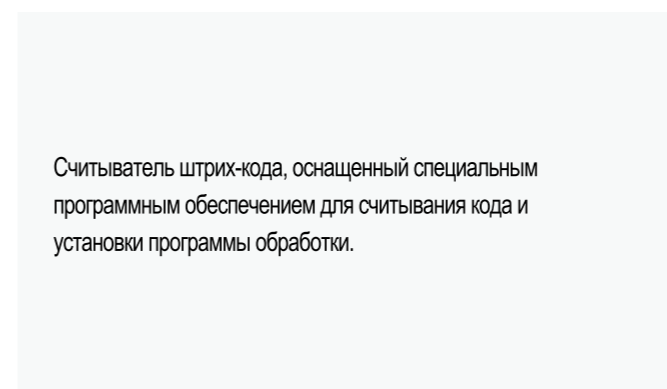 Считыватель штрих-кода, оснащенный специальным
программным обеспечением для считывания кода и
установки программы обработки.